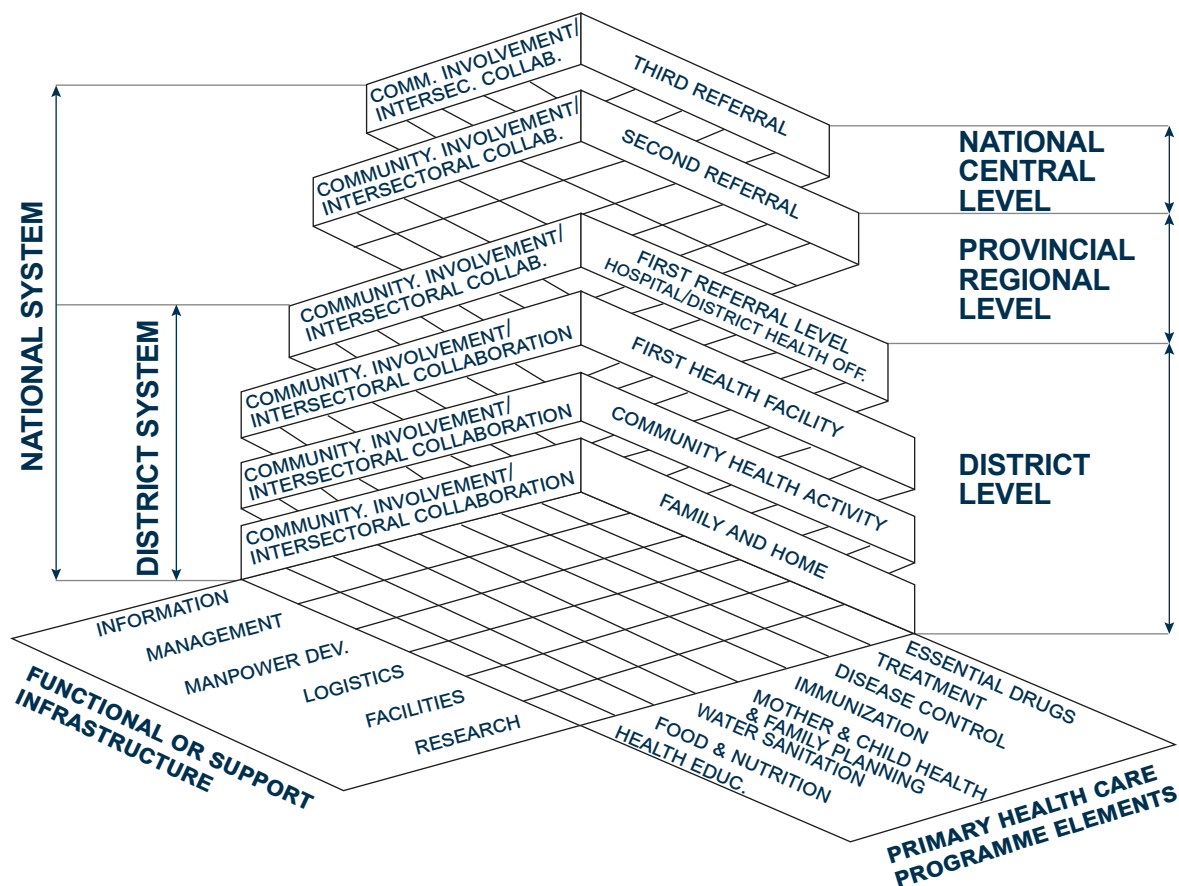 COMM. INVOLVEMENT/
INTERSEC. COLLAB.
THIRD REFERRAL
COMMUNITY. INVOLVEMENT/
INTERSECTORAL COLLAB.
SECOND REFERRAL
COMMUNITY. INVOLVEMENT/
INTERSECTORAL COLLAB.
FIRST REFERRAL LEVEL
HOSPITAL/DISTRICT HEALTH OFF.
COMMUNITY. INVOLVEMENT/
INTERSECTORAL COLLABORATION
FIRST HEALTH FACILITY
COMMUNITY. INVOLVEMENT/
INTERSECTORAL COLLABORATION
COMMUNITY HEALTH ACTIVITY
COMMUNITY. INVOLVEMENT/
INTERSECTORAL COLLABORATION
FAMILY AND HOME
NATIONAL SYSTEM
DISTRICT SYSTEM
NATIONAL
CENTRAL
LEVEL
PROVINCIAL
REGIONAL
LEVEL
DISTRICT
LEVEL
INFORMATION
MANAGEMENT
MANPOWER DEV.
LOGISTICS
FACILITIES
RESEARCH
FUNCTIONAL OR SUPPORT
INFRASTRUCTURE
ESSENTIAL DRUGS
TREATMENT
DISEASE CONTROL
IMMUNIZATION
MOTHER & CHILD HEALTH
& FAMILY PLANNING
WATER SANITATION
FOOD & NUTRITION
HEALTH EDUC.
PRIMARY HEALTH CARE
PROGRAMME ELEMENTS